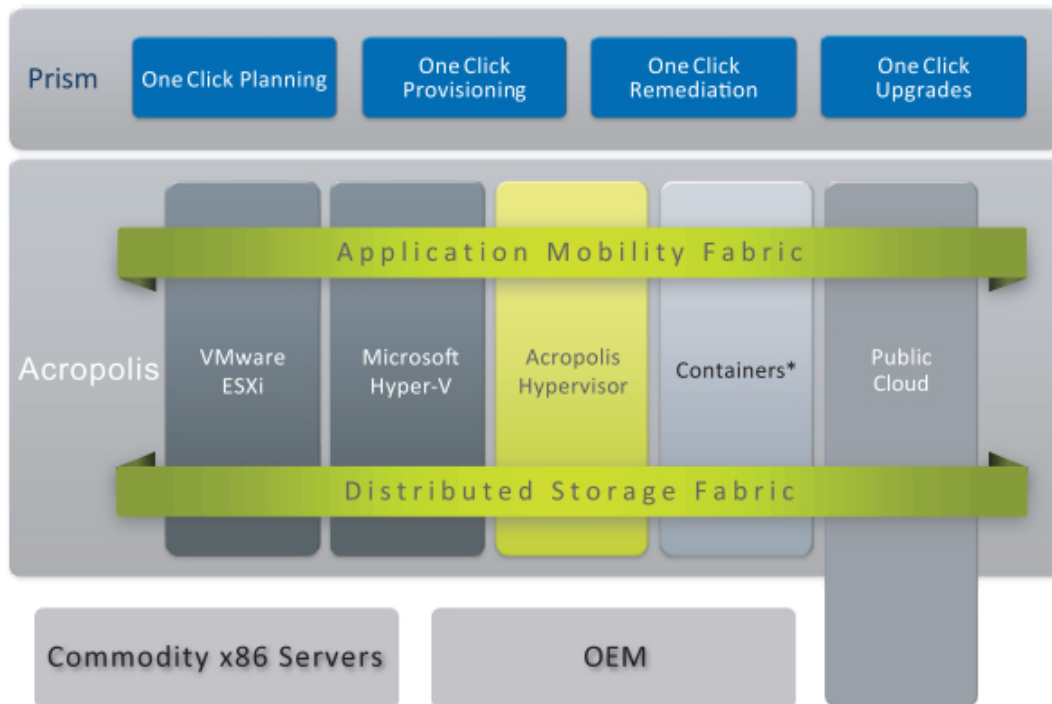 Prism
One Click Planning
One Click
Provisioning
One Click
Remediation
One Click
Upgrades
Application Mobility Fabric
Acropolis
VMware
ESXi
Microsoft
Hyper-V
Acropolis
Hypervisor
Containers*
Public
Cloud
Distributed Storage Fabric
Commodity x86 Servers
OEM